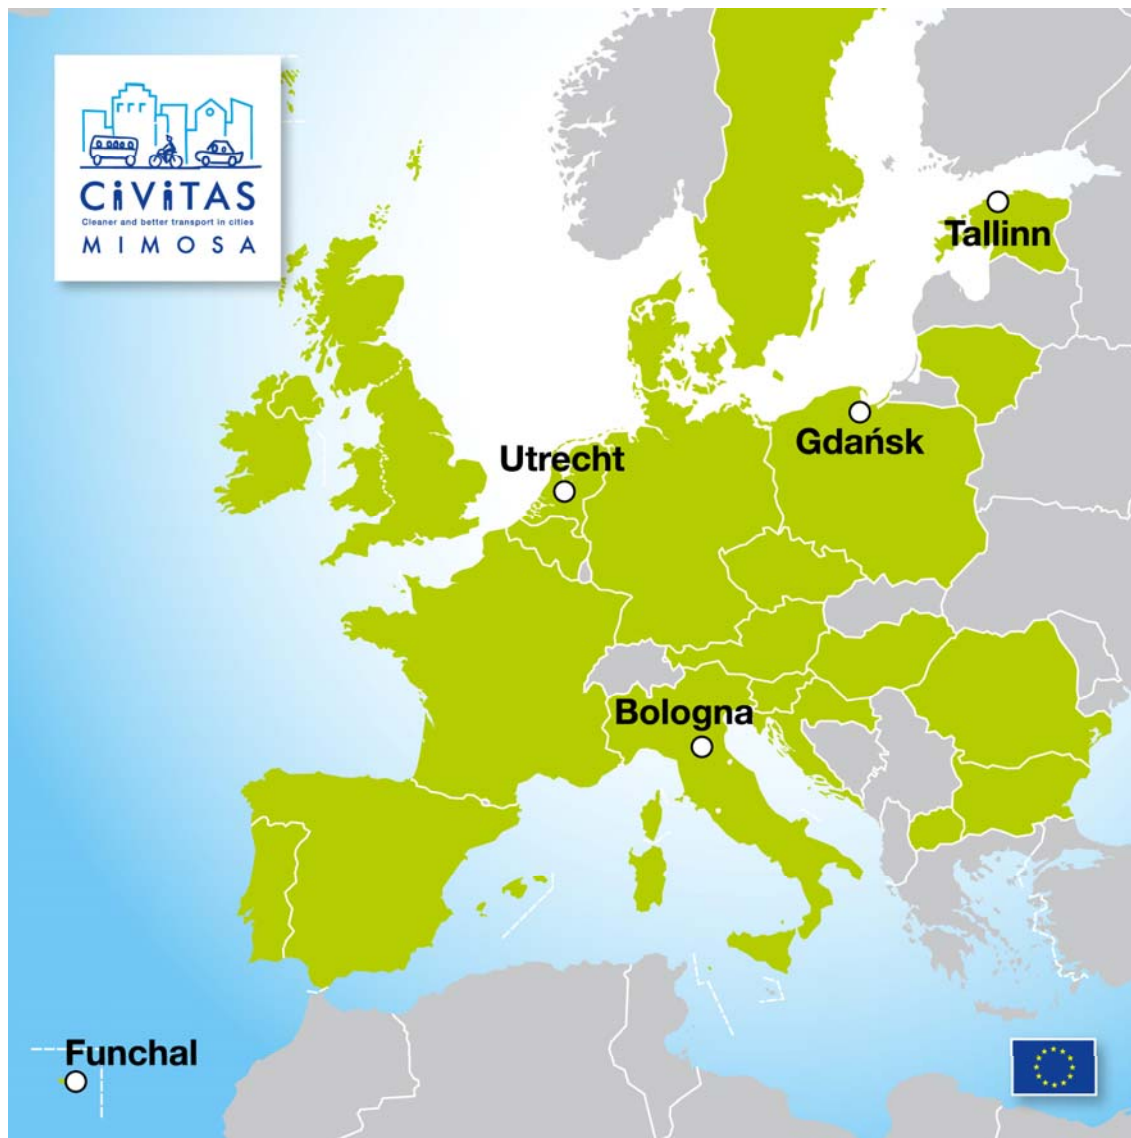 CiViTAS
Cleaner and better transport in cities
MIMOSA
Tallinn
Gdańsk
Utrecht
Bologna
Funchal